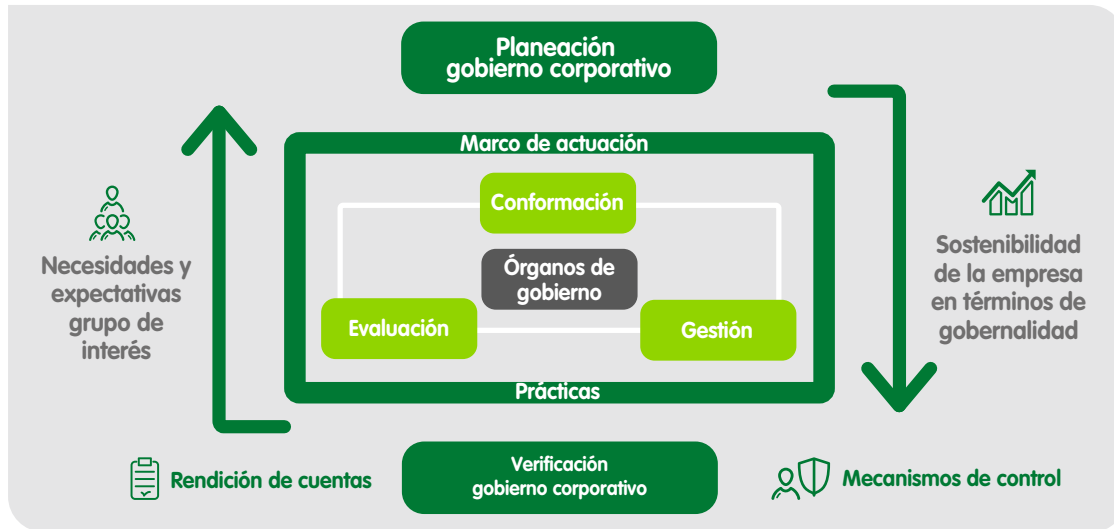 Planeación
gobierno corporativo
Marco de actuación
Conformación
Órganos de
gobierno
Evaluación
Gestión
Prácticas
Necesidades y
expectativas
grupo de
interés
Sostenibilidad
de la empresa
en términos de
gobernalidad
Rendición de cuentas
Verificación
gobierno corporativo
Mecanismos de control